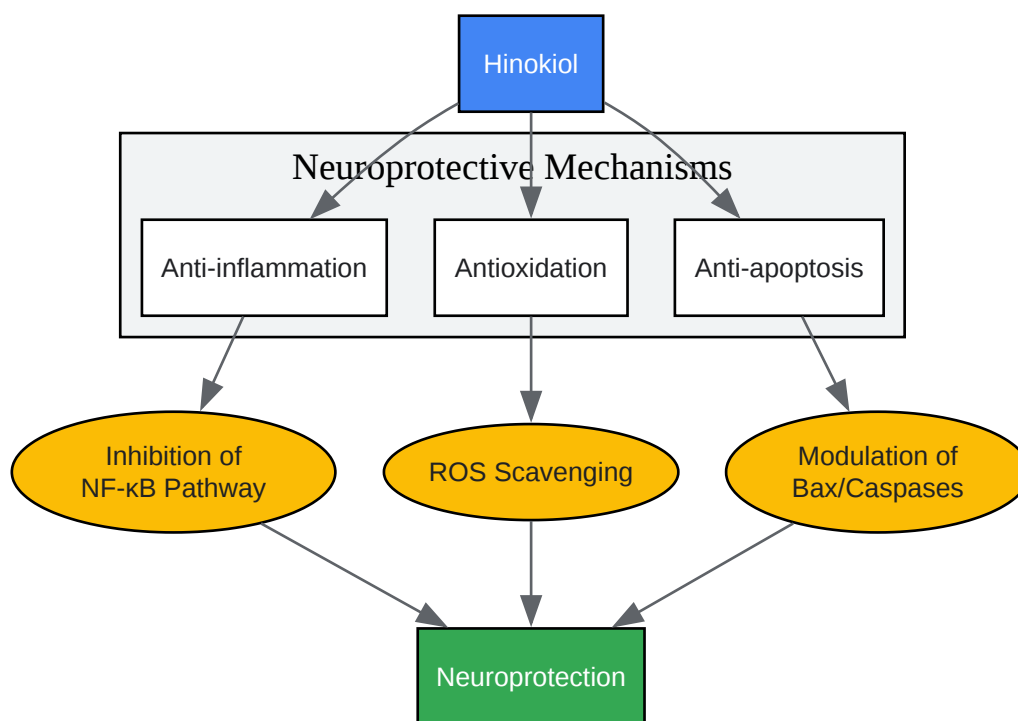 Hinokiol
Neuroprotective Mechanisms
Anti-inflammation
Antioxidation
Anti-apoptosis
Inhibition of
NF-κB Pathway
ROS Scavenging
Modulation of
Bax/Caspases
Neuroprotection